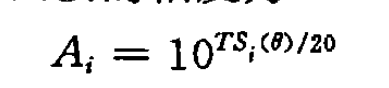 A_i = 10^{TS_i(θ)/20}